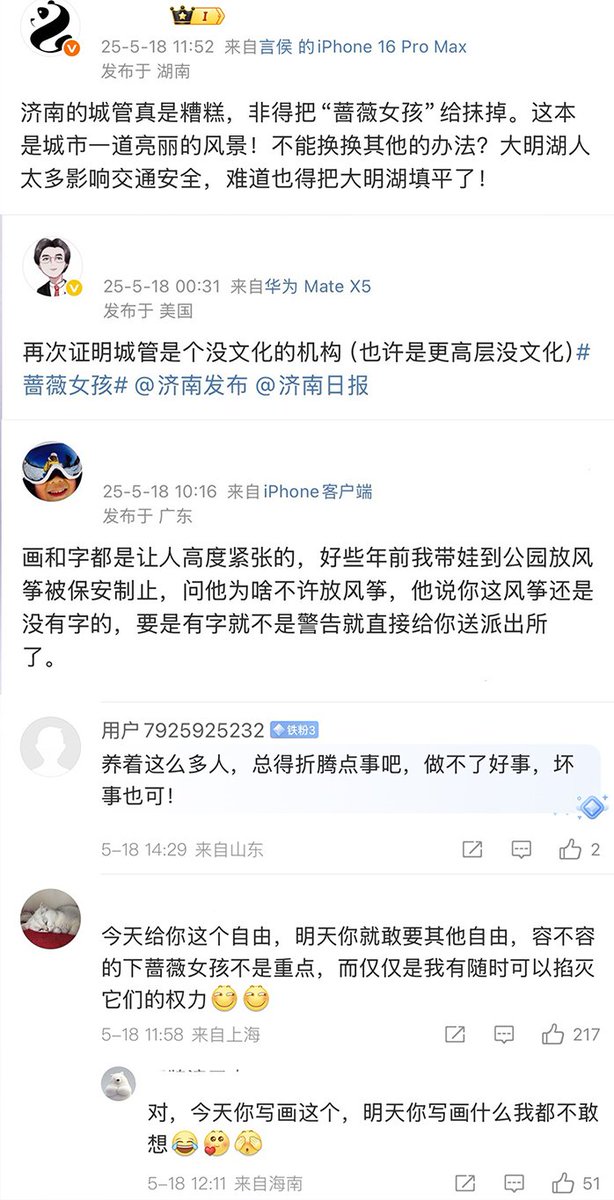 I
25-5-18 11:52 来自言侯 的iPhone 16 Pro Max
发布于 湖南
济南的城管真是糟糕，非得把“蔷薇女孩”给抹掉。这本
是城市一道亮丽的风景！不能换换其他的办法？大明湖人
太多影响交通安全，难道也得把大明湖填平了！
25-5-18 00:31 来自华为 Mate X5
发布于 美国
再次证明城管是个没文化的机构（也许是更高层没文化）#
蔷薇女孩# @济南发布 @济南日报
25-5-18 10:16 来自iPhone客户端
发布于 广东
画和字都是让人高度紧张的，好些年前我带娃到公园放风
筝被保安制止，问他为啥不许放风筝，他说你这风筝还是
没有字的，要是有字就不是警告就直接给你送派出所
了。
用户7925925232 铁粉3
养着这么多人，总得折腾点事吧，做不了好事，坏
事也可！
5-18 14:29 来自山东
2
今天给你这个自由，明天你就敢要其他自由，容不容
的下蔷薇女孩不是重点，而仅仅是我有随时可以掐灭
它们的权力
5-18 11:58 来自上海
217
对，今天你写画这个，明天你写画什么我都不敢
想
5-18 12:11 来自海南
51